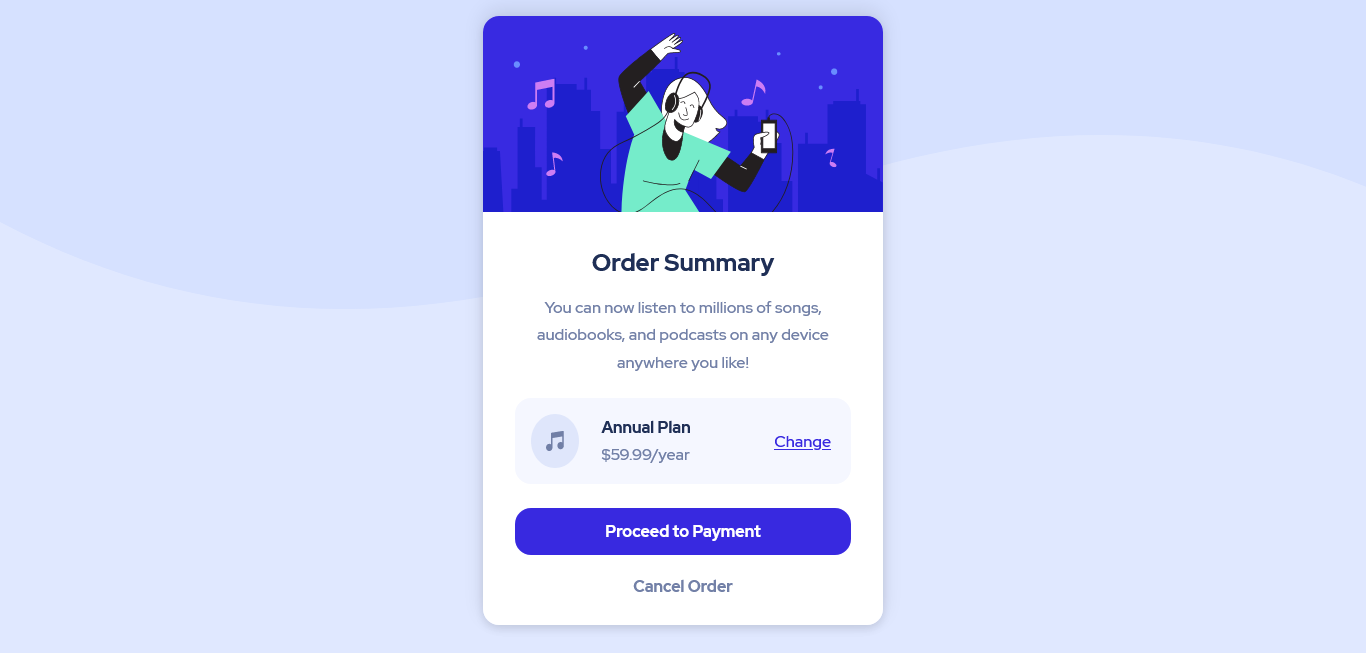 Order Summary
You can now listen to millions of songs,
audiobooks, and podcasts on any device
anywhere you like!
Annual Plan
$59.99/year
Change
Proceed to Payment
Cancel Order